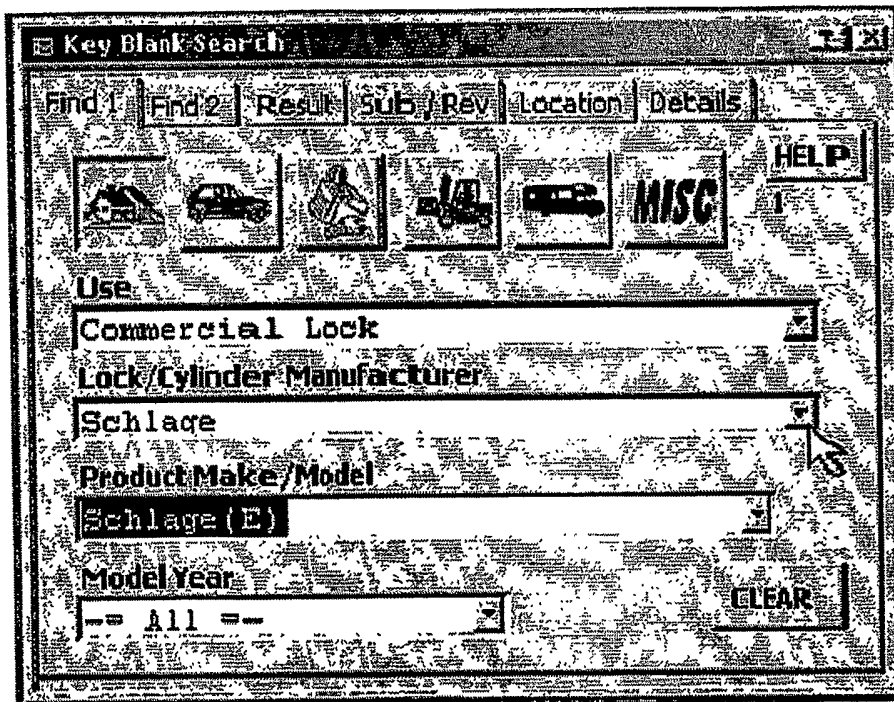 Key Blank Search
Find 1 Find 2 Result Sub / Rev Location Details
HELP
MISC
1
Use
Commercial Lock
Lock/Cylinder Manufacturer
Schlage
Product Make/Model
Schlage(E)
Model Year
-= All =-
CLEAR